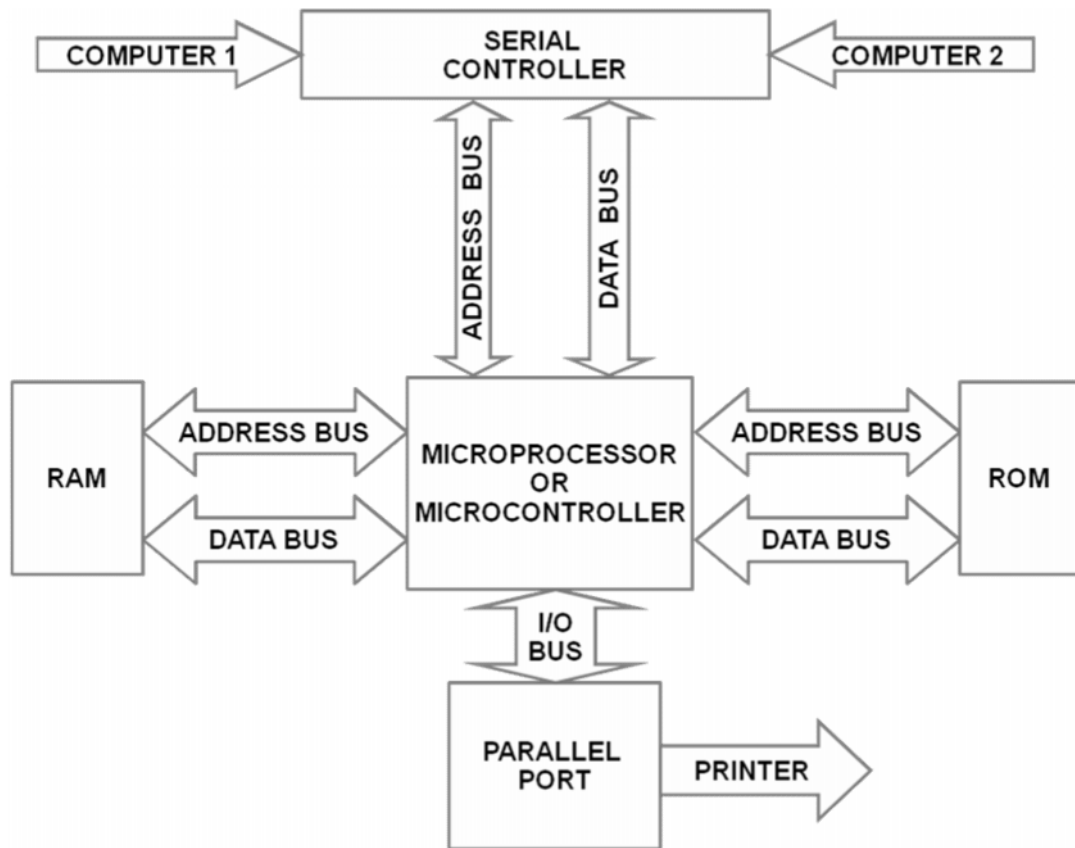 COMPUTER 1
SERIAL
CONTROLLER
COMPUTER 2
ADDRESS BUS
DATA BUS
RAM
ADDRESS BUS
DATA BUS
MICROPROCESSOR
OR
MICROCONTROLLER
ADDRESS BUS
DATA BUS
ROM
I/O
BUS
PARALLEL
PORT
PRINTER